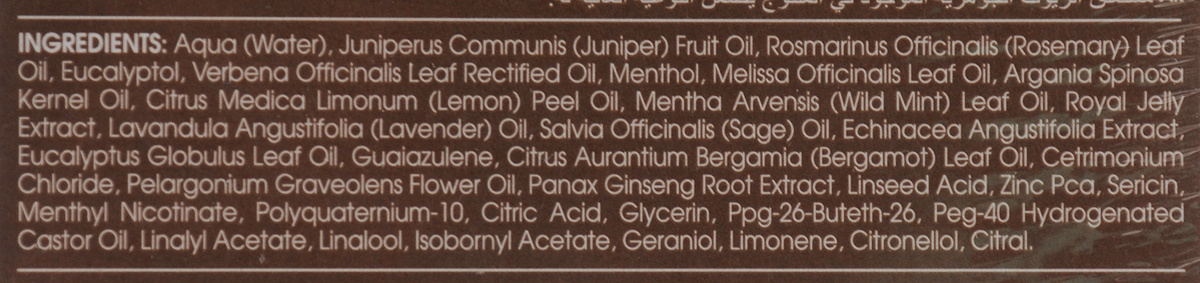 INGREDIENTS: Aqua (Water), Juniperus Communis (Juniper) Fruit Oil, Rosmarinus Officinalis (Rosemary) Leaf
Oil, Eucalyptol, Verbena Officinalis Leaf Rectified Oil, Menthol, Melissa Officinalis Leaf Oil, Argania Spinosa
Kernel Oil, Citrus Medica Limonum (Lemon) Peel Oil, Mentha Arvensis (Wild Mint) Leaf Oil, Royal Jelly
Extract, Lavandula Angustifolia (Lavender) Oil, Salvia Officinalis (Sage) Oil, Echinacea Angustifolia Extract,
Eucalyptus Globulus Leaf Oil, Guaiazulene, Citrus Aurantium Bergamia (Bergamot) Leaf Oil, Cetrimonium
Chloride, Pelargonium Graveolens Flower Oil, Panax Ginseng Root Extract, Linseed Acid, Zinc Pca, Sericin,
Menthyl Nicotinate, Polyquaternium-10, Citric Acid, Glycerin, Ppg-26-Buteth-26, Peg-40 Hydrogenated
Castor Oil, Linalyl Acetate, Linalool, Isobornyl Acetate, Geraniol, Limonene, Citronellol, Citral.